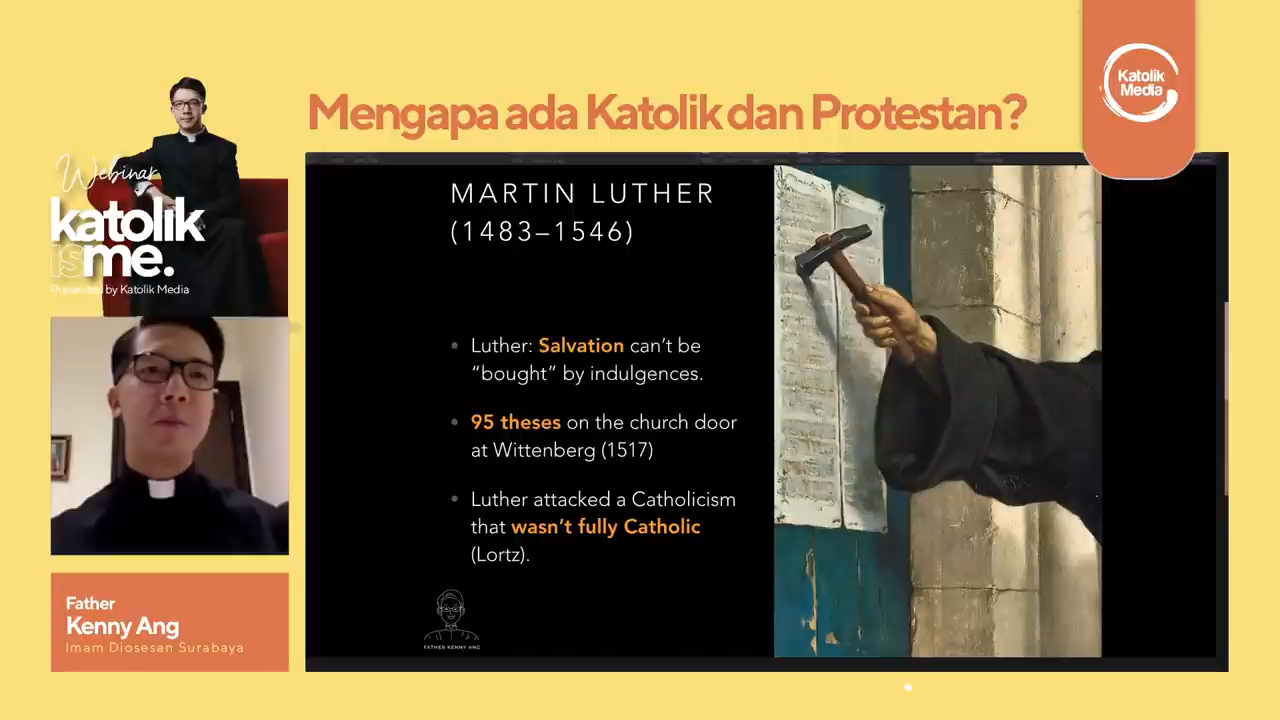 Mengapa ada Katolik dan Protestan?
Katolik
Media
Webinar
katolik
isme.
Presented by Katolik Media
MARTIN LUTHER
(1483–1546)
• Luther: Salvation can’t be
“bought” by indulgences.
• 95 theses on the church door
at Wittenberg (1517)
• Luther attacked a Catholicism
that wasn’t fully Catholic
(Lortz).
FATHER KENNY ANG
Father
Kenny Ang
Imam Diosesan Surabaya